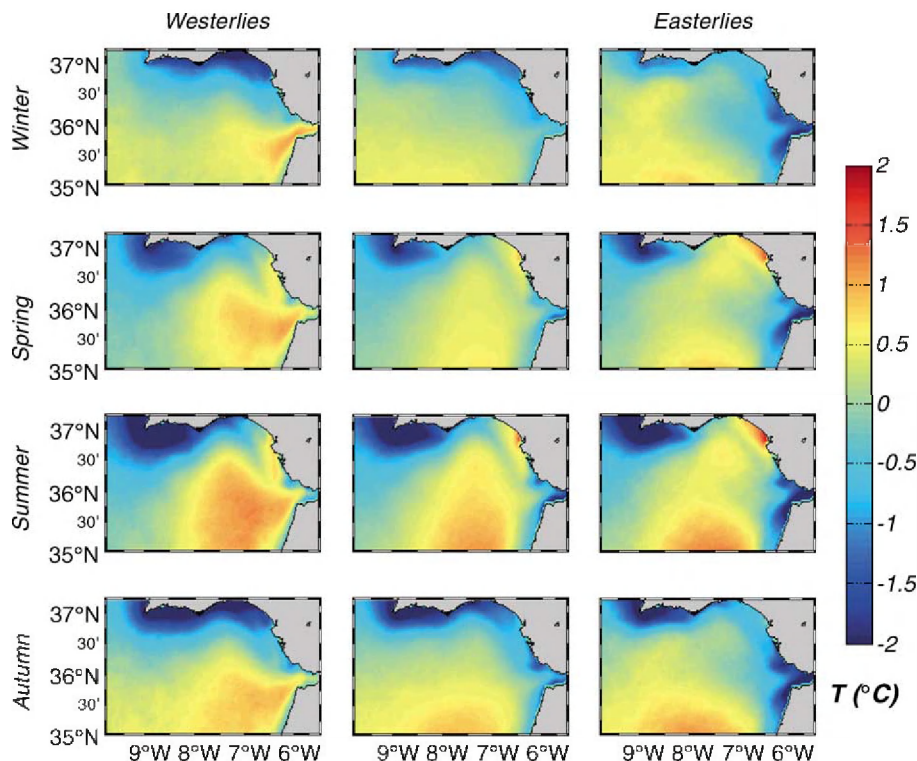 Westerlies Easterlies
Winter
37°N
30'
36°N
30'
35°N
Spring
37°N
30'
36°N
30'
35°N
Summer
37°N
30'
36°N
30'
35°N
Autumn
37°N
30'
36°N
30'
35°N
9°W 8°W 7°W 6°W 9°W 8°W 7°W 6°W 9°W 8°W 7°W 6°W
2
1.5
1
0.5
0
-0.5
-1
-1.5
-2
T (°C)